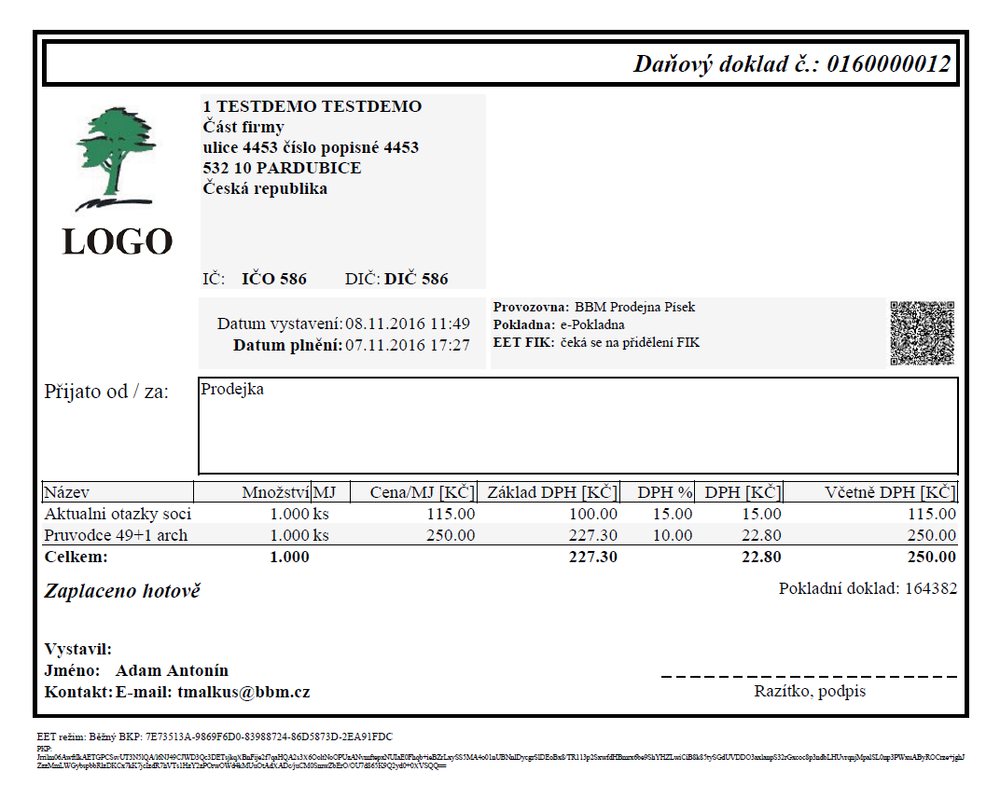 Daňový doklad č.: 0160000012
LOGO
1 TESTDEMO TESTDEMO
Část firmy
ulice 4453 číslo popisné 4453
532 10 PARDUBICE
Česká republika
IČ: IČO 586 DIČ: DIČ 586
Datum vystavení: 08.11.2016 11:49
Datum plnění: 07.11.2016 17:27
Provozovna: BBM Prodejna Písek
Pokladna: e-Pokladna
EET FIK: čeká se na přidělení FIK
Přijato od / za: Prodejka
Název Množství MJ Cena/MJ [KČ] Základ DPH [KČ] DPH % DPH [KČ] Včetně DPH [KČ]
Aktualni otazky soci 1.000 ks 115.00 100.00 15.00 15.00 115.00
Pruvodce 49+1 arch 1.000 ks 250.00 227.30 10.00 22.80 250.00
Celkem: 1.000 227.30 22.80 250.00
Zaplaceno hotově Pokladní doklad: 164382
Vystavil:
Jméno: Adam Antonín
Kontakt: E-mail: tmalkus@bbm.cz
Razítko, podpis
EET režim: Běžný BKP: 7E73513A-9869F6D0-83988724-86D5873D-2EA91FDC
PKP: